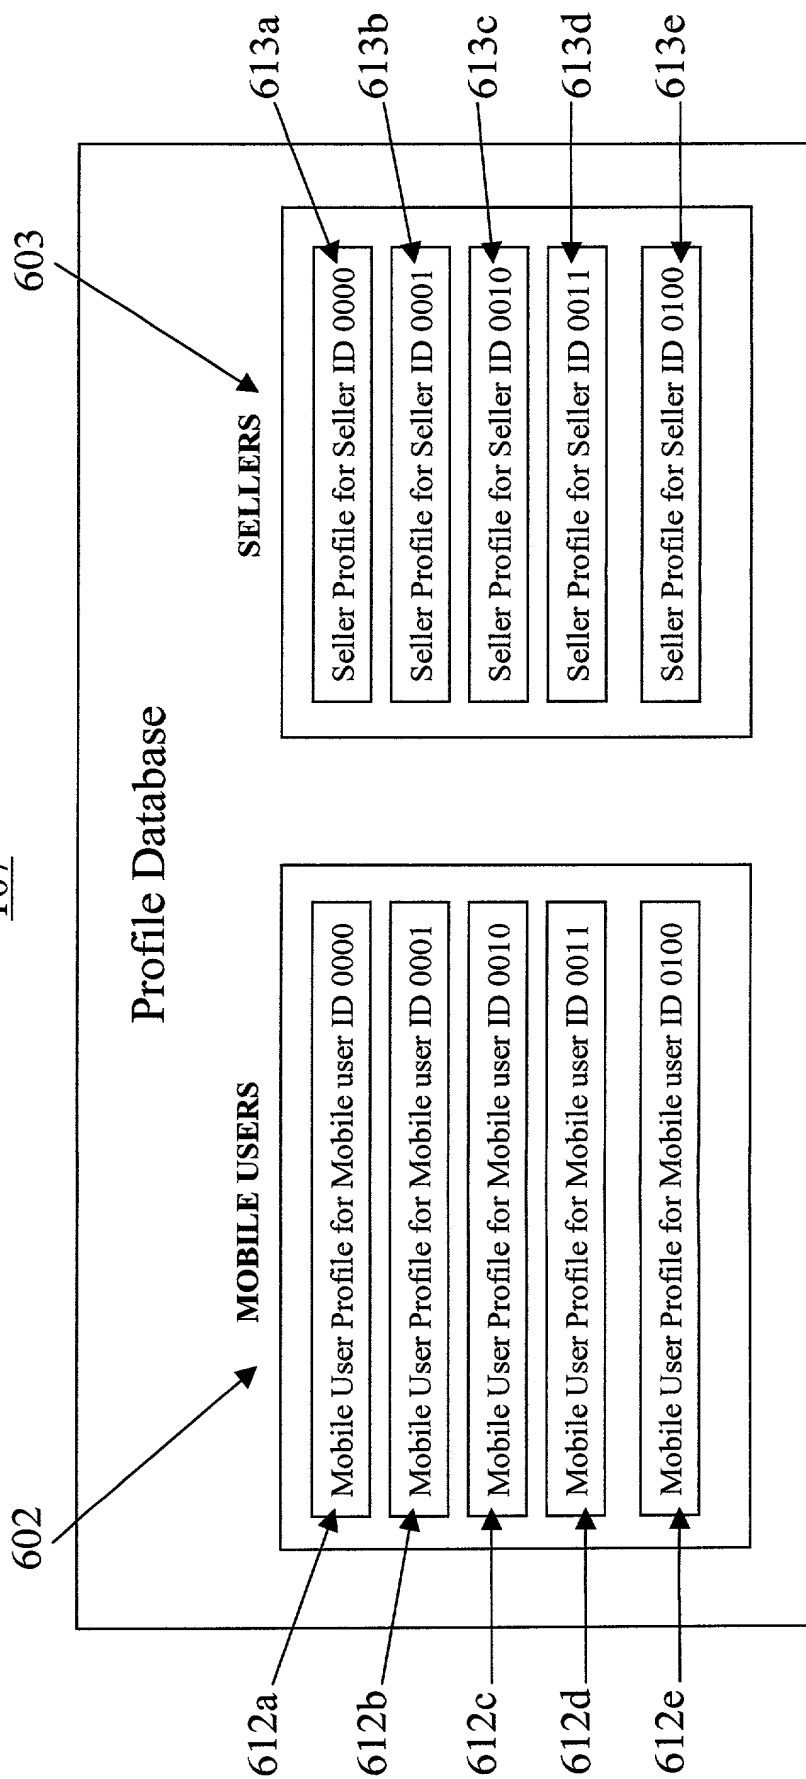 Profile Database
602
603
MOBILE USERS
SELLERS
612a
Mobile User Profile for Mobile user ID 0000
Seller Profile for Seller ID 0000
613a
612b
Mobile User Profile for Mobile user ID 0001
Seller Profile for Seller ID 0001
613b
612c
Mobile User Profile for Mobile user ID 0010
Seller Profile for Seller ID 0010
613c
612d
Mobile User Profile for Mobile user ID 0011
Seller Profile for Seller ID 0011
613d
612e
Mobile User Profile for Mobile user ID 0100
Seller Profile for Seller ID 0100
613e